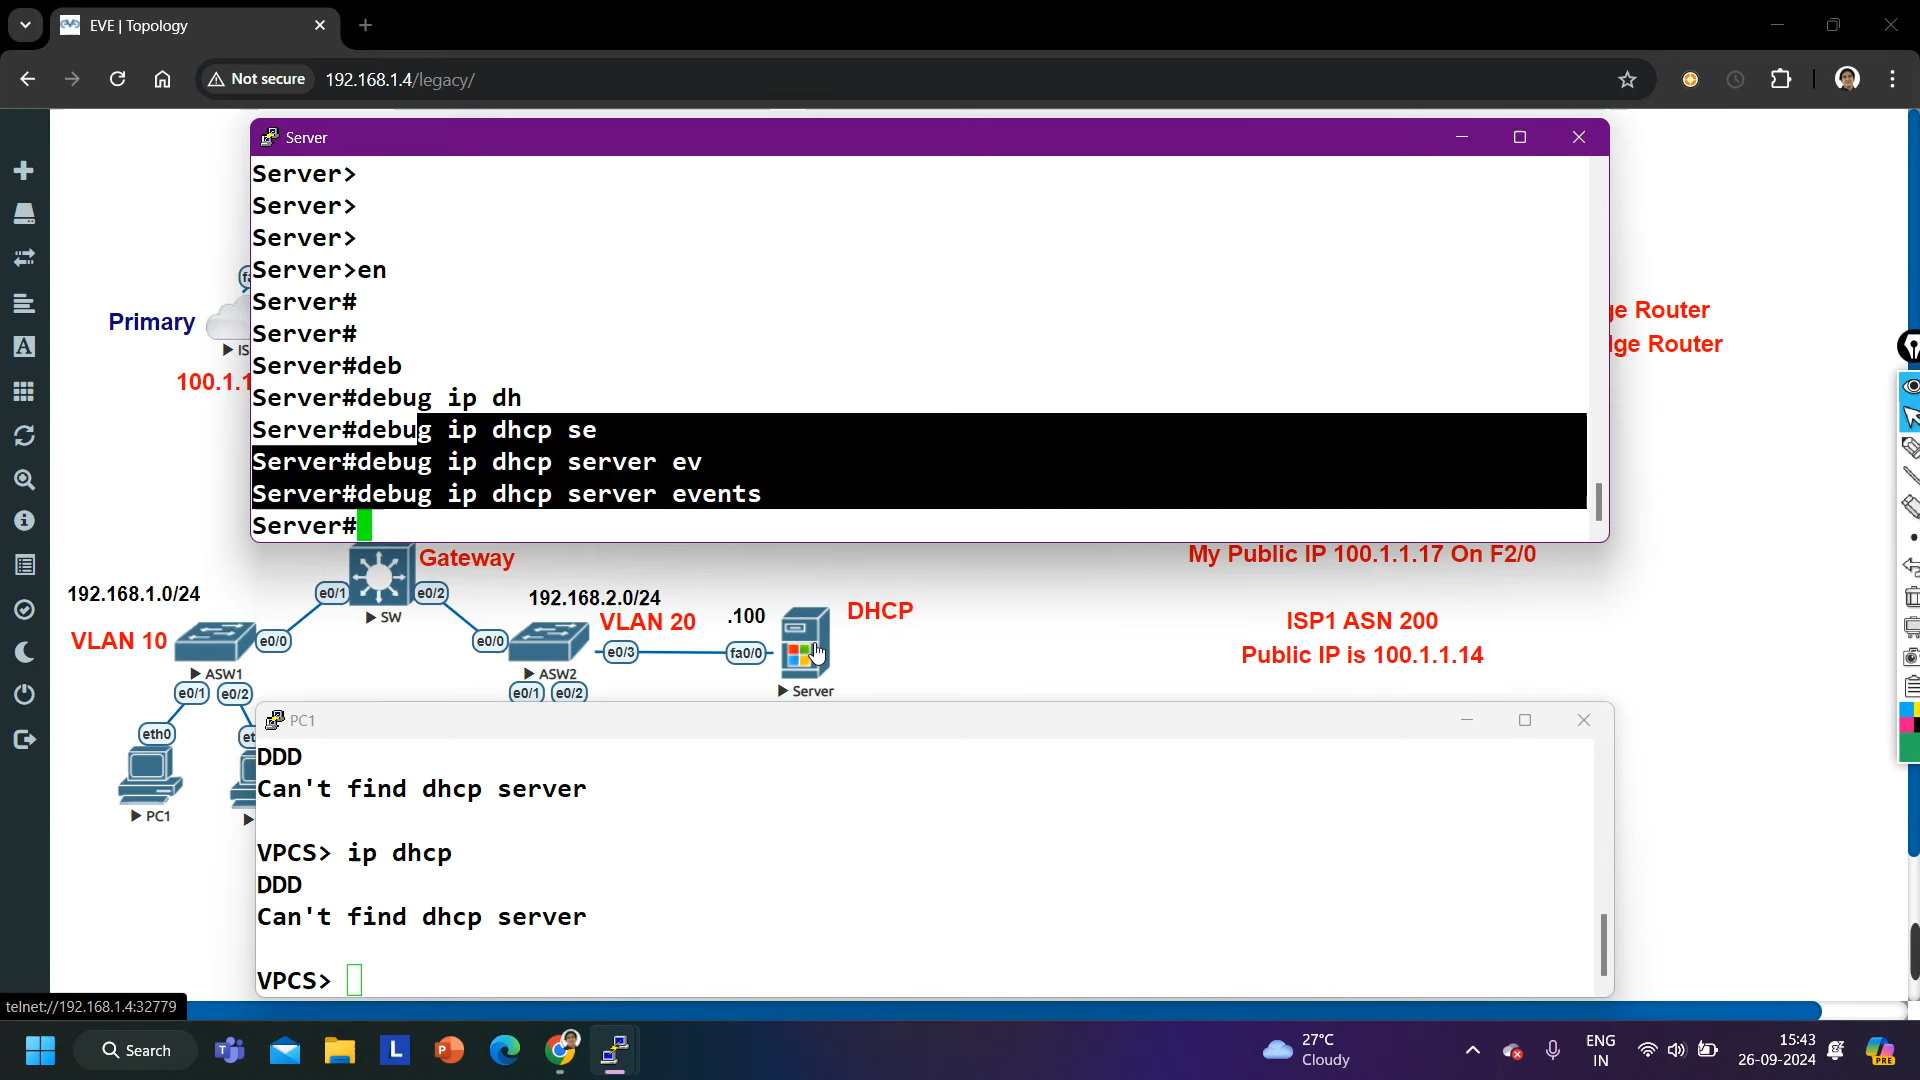 EVE | Topology
Not secure
192.168.1.4/legacy/
Server
Server>
Server>
Server>
Server>en
Server#
Server#
Server#deb
Server#debug ip dh
Server#debug ip dhcp se
Server#debug ip dhcp server ev
Server#debug ip dhcp server events
Server#
Primary
IS
100.1.1
ge Router
dge Router
Gateway
My Public IP 100.1.1.17 On F2/0
192.168.1.0/24
e0/1
e0/2
192.168.2.0/24
VLAN 10
e0/0
SW
e0/0
VLAN 20
.100
DHCP
ISP1 ASN 200
e0/3
fa0/0
Public IP is 100.1.1.14
ASW1
ASW2
Server
e0/1
e0/2
e0/1
e0/2
eth0
et
PC1
PC1
DDD
Can't find dhcp server
VPCS> ip dhcp
DDD
Can't find dhcp server
VPCS>
telnet://192.168.1.4:32779
Search
27°C
Cloudy
ENG
IN
15:43
26-09-2024
PRE